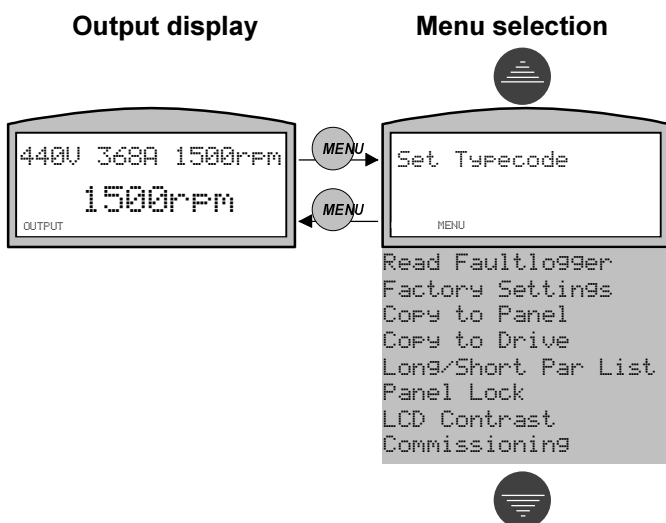 Output display
Menu selection
440V 368A 1500rpm
1500rpm
OUTPUT
MENU
MENU
Set Typecode
MENU
Read Faultlogger
Factory Settings
Copy to Panel
Copy to Drive
Long/Short Par List
Panel Lock
LCD Contrast
Commissioning